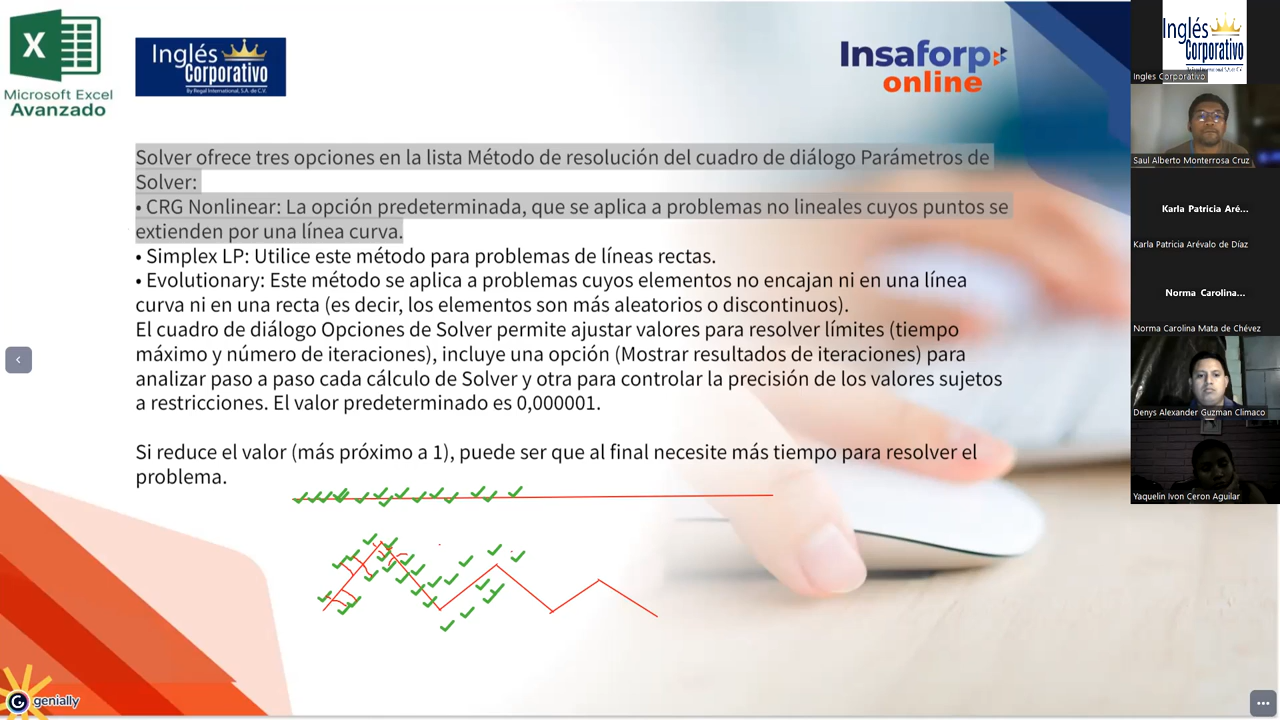 Microsoft Excel
Avanzado
Inglés
Corporativo
By Regal International, S.A. de C.V.
Insaforp
online
Solver ofrece tres opciones en la lista Método de resolución del cuadro de diálogo Parámetros de
Solver:
• CRG Nonlinear: La opción predeterminada, que se aplica a problemas no lineales cuyos puntos se
extienden por una línea curva.
• Simplex LP: Utilice este método para problemas de líneas rectas.
• Evolutionary: Este método se aplica a problemas cuyos elementos no encajan ni en una línea
curva ni en una recta (es decir, los elementos son más aleatorios o discontinuos).
El cuadro de diálogo Opciones de Solver permite ajustar valores para resolver límites (tiempo
máximo y número de iteraciones), incluye una opción (Mostrar resultados de iteraciones) para
analizar paso a paso cada cálculo de Solver y otra para controlar la precisión de los valores sujetos
a restricciones. El valor predeterminado es 0,000001.
Si reduce el valor (más próximo a 1), puede ser que al final necesite más tiempo para resolver el
problema.
genially
Inglés
Corporativo
Ingles Corporativo
Saul Alberto Monterrosa Cruz
Karla Patricia Aré...
Karla Patricia Arévalo de Díaz
Norma Carolina...
Norma Carolina Mata de Chévez
Denys Alexander Guzman Climaco
Yaquelin Ivon Ceron Aguilar